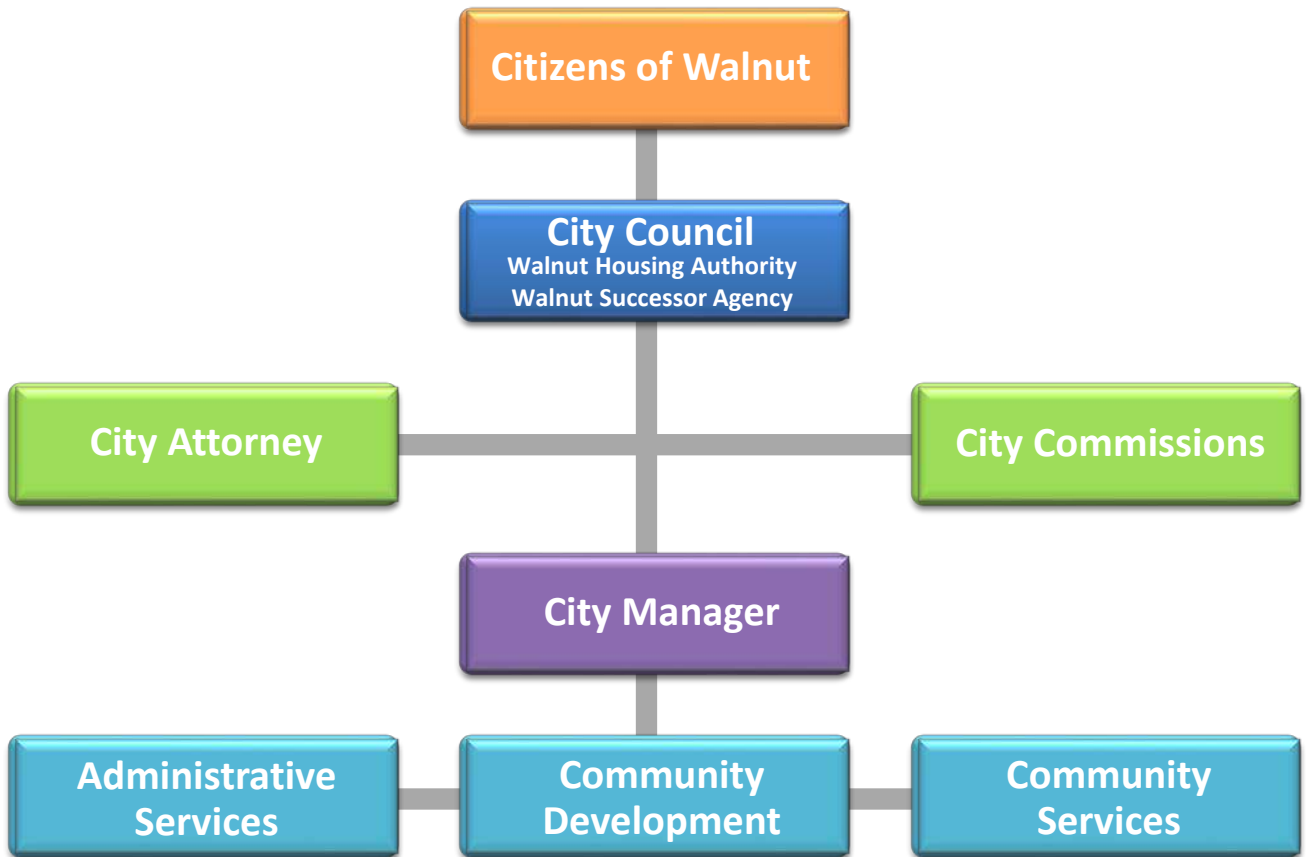 Citizens of Walnut
City Council
Walnut Housing Authority
Walnut Successor Agency
City Attorney
City Commissions
City Manager
Administrative
Services
Community
Development
Community
Services